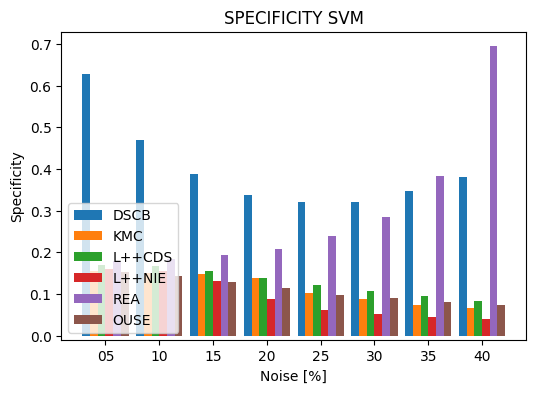 SPECIFICITY SVM
Specificity
0.7
0.6
0.5
0.4
0.3
0.2
0.1
0.0
DSCB
KMC
L++CDS
L++NIE
REA
OUSE
05 10 15 20 25 30 35 40
Noise [%]